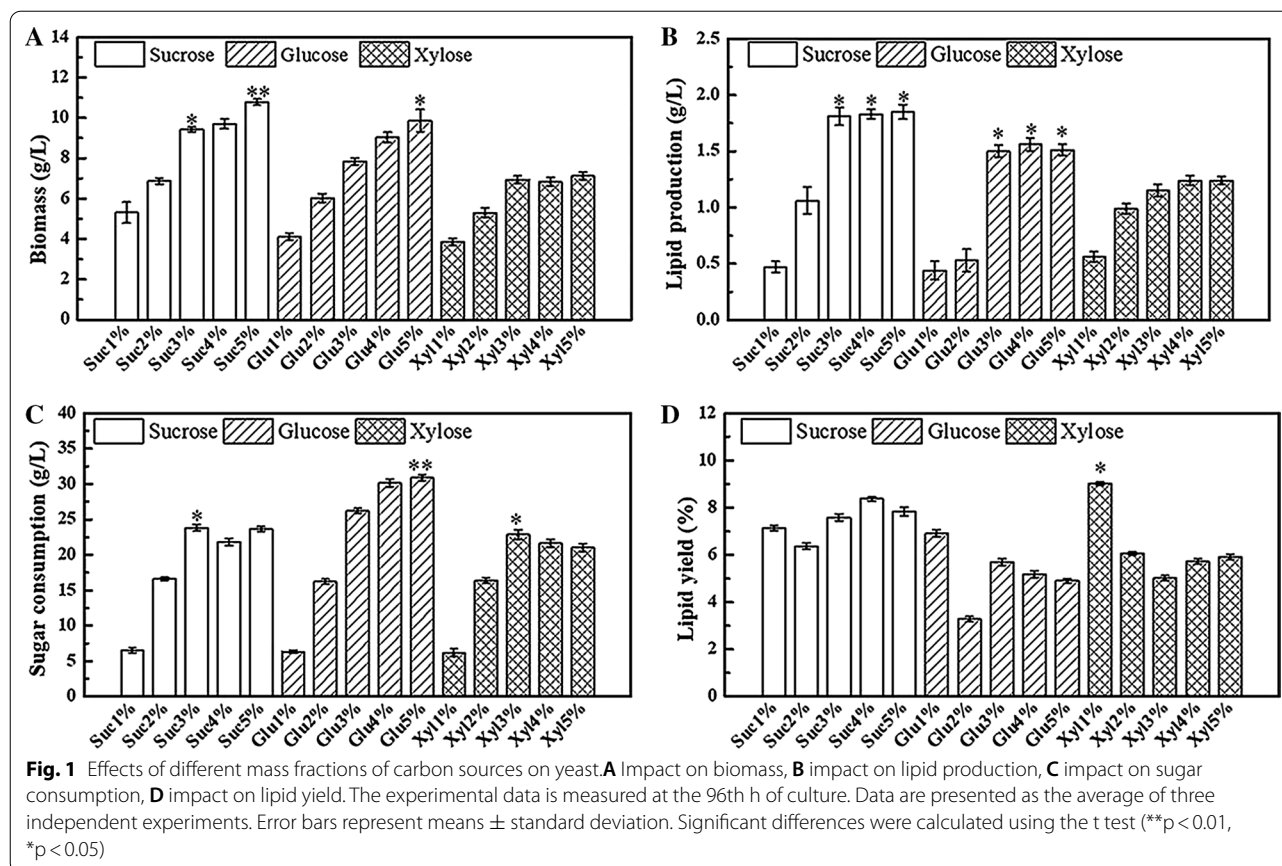 A
Sucrose Glucose Xylose
Biomass (g/L)
14
12
10
8
6
4
2
0
* ** *
Suc1% Suc2% Suc3% Suc4% Suc5% Glu1% Glu2% Glu3% Glu4% Glu5% Xyl1% Xyl2% Xyl3% Xyl4% Xyl5%
B
Sucrose Glucose Xylose
Lipid production (g/L)
2.5
2.0
1.5
1.0
0.5
0.0
* * * * * *
Suc1% Suc2% Suc3% Suc4% Suc5% Glu1% Glu2% Glu3% Glu4% Glu5% Xyl1% Xyl2% Xyl3% Xyl4% Xyl5%
C
Sucrose Glucose Xylose
Sugar consumption (g/L)
40
35
30
25
20
15
10
5
0
* ** *
Suc1% Suc2% Suc3% Suc4% Suc5% Glu1% Glu2% Glu3% Glu4% Glu5% Xyl1% Xyl2% Xyl3% Xyl4% Xyl5%
D
Sucrose Glucose Xylose
Lipid yield (%)
12
10
8
6
4
2
0
*
Suc1% Suc2% Suc3% Suc4% Suc5% Glu1% Glu2% Glu3% Glu4% Glu5% Xyl1% Xyl2% Xyl3% Xyl4% Xyl5%
Fig. 1 Effects of different mass fractions of carbon sources on yeast.A Impact on biomass, B impact on lipid production, C impact on sugar
consumption, D impact on lipid yield. The experimental data is measured at the 96th h of culture. Data are presented as the average of three
independent experiments. Error bars represent means ± standard deviation. Significant differences were calculated using the t test (**p < 0.01,
*p < 0.05)